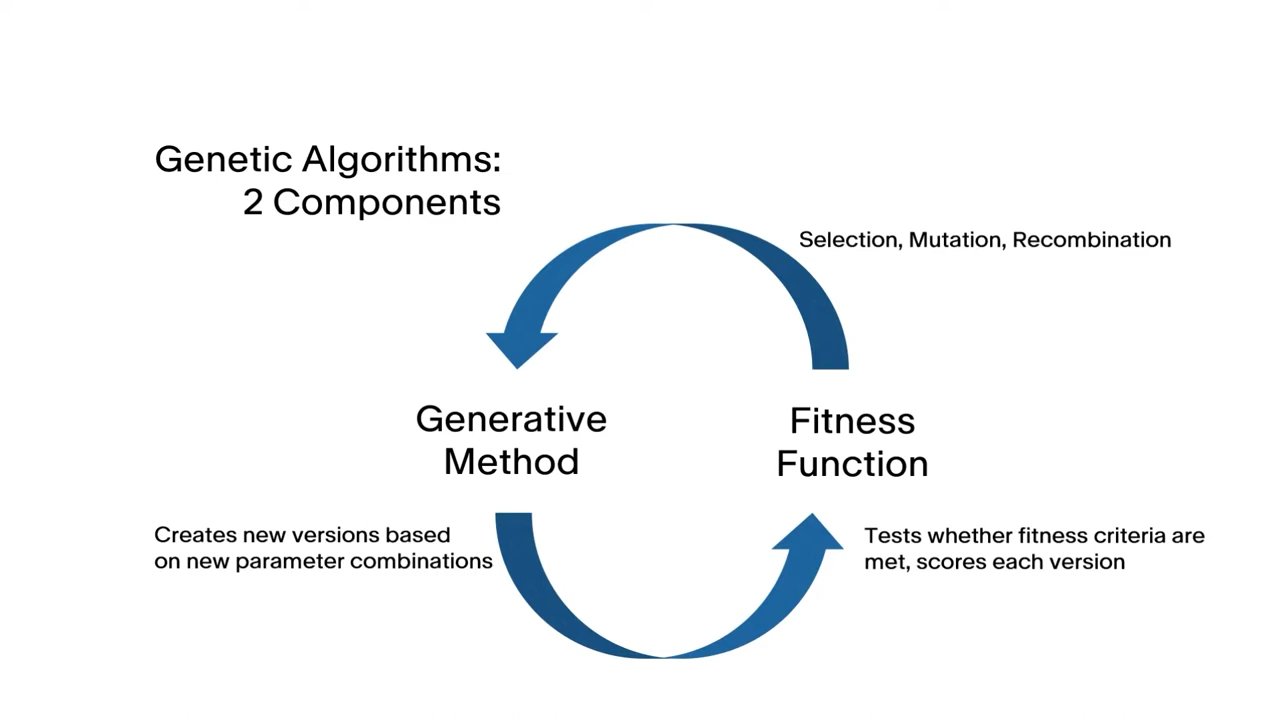 Genetic Algorithms:
2 Components
Selection, Mutation, Recombination
Generative
Method
Fitness
Function
Creates new versions based
on new parameter combinations
Tests whether fitness criteria are
met, scores each version